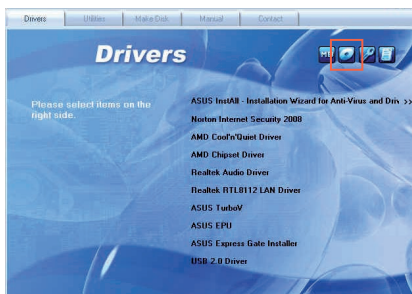 Drivers Utilities Make Disk Manual Contact
Drivers
Please select items on the
right side.
ASUS InstAll - Installation Wizard for Anti-Virus and Driv >>
Norton Internet Security 2008
AMD Cool'n'Quiet Driver
AMD Chipset Driver
Realtek Audio Driver
Realtek RTL8112 LAN Driver
ASUS TurboV
ASUS EPU
ASUS Express Gate Installer
USB 2.0 Driver